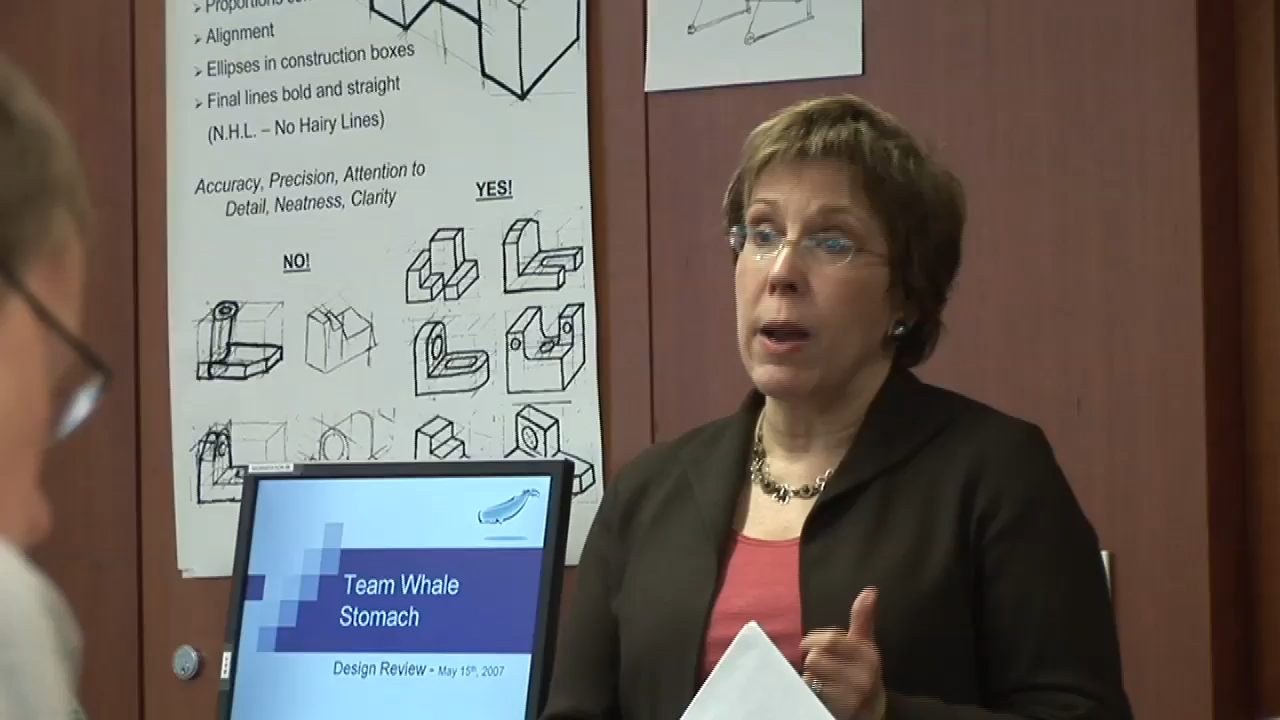 ➢ Proportions
➢ Alignment
➢ Ellipses in construction boxes
➢ Final lines bold and straight
(N.H.L. – No Hairy Lines)
Accuracy, Precision, Attention to
Detail, Neatness, Clarity
YES!
NO!
Team Whale
Stomach
Design Review - May 15th, 2007